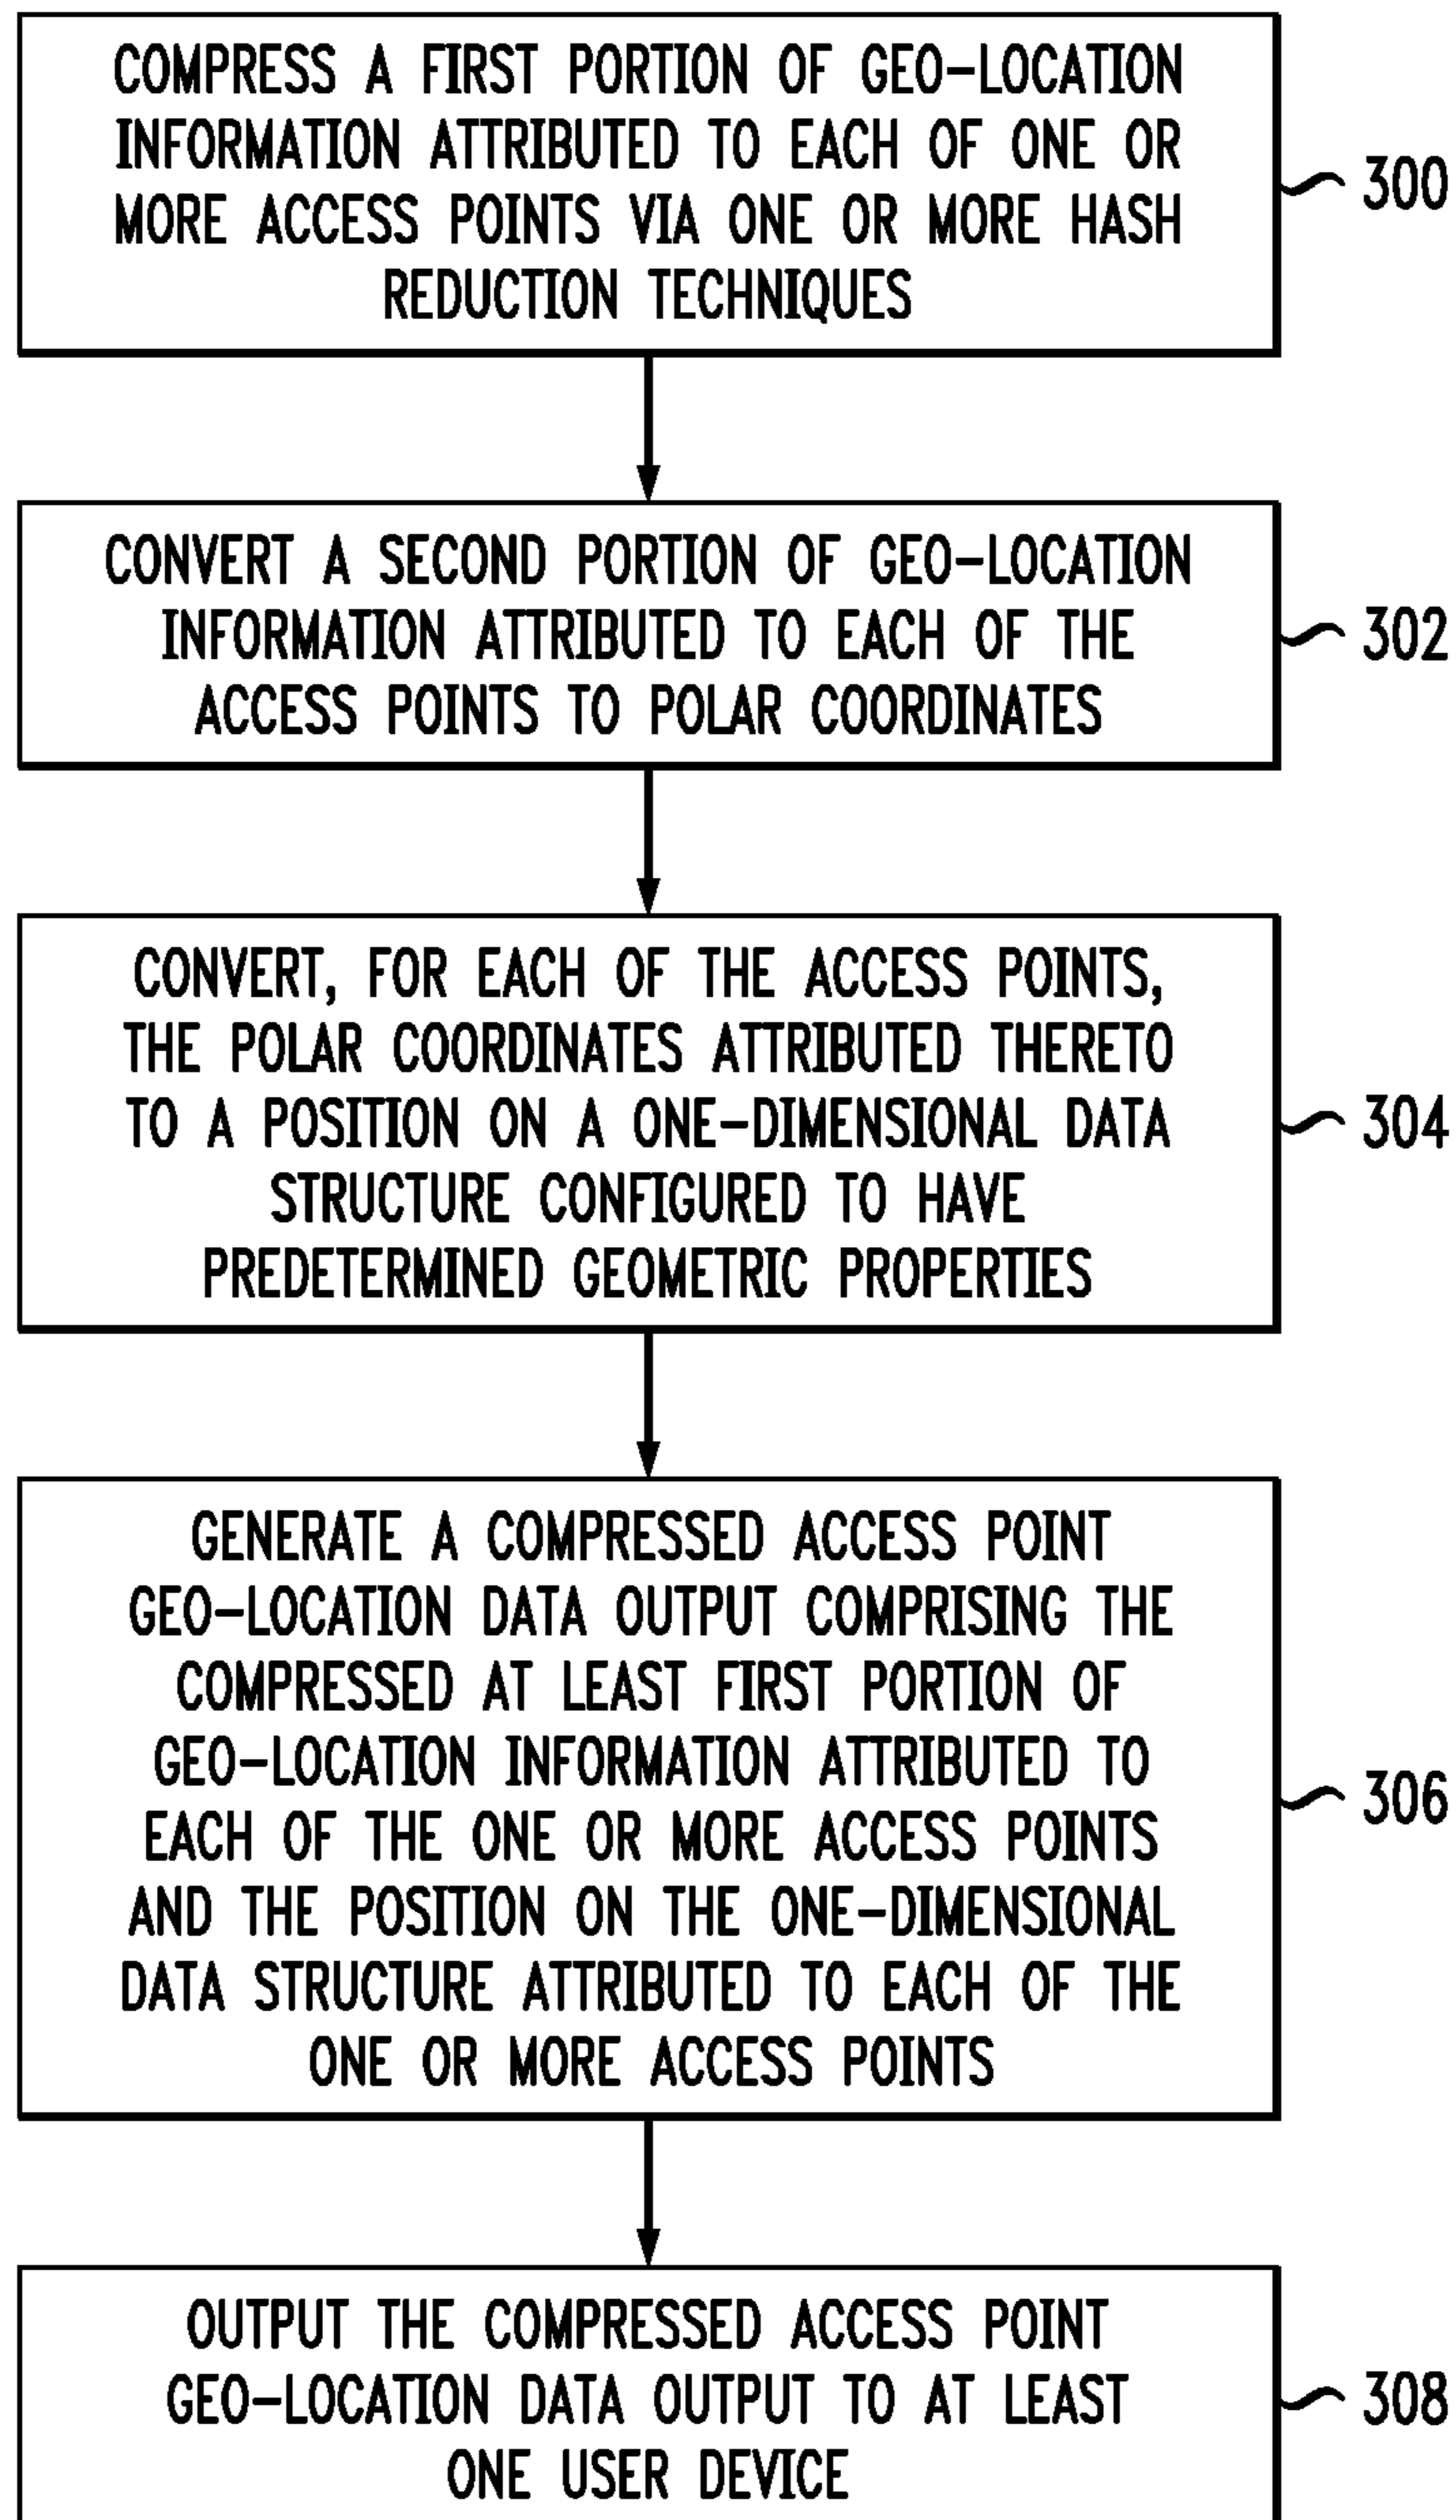 COMPRESS A FIRST PORTION OF GEO-LOCATION
INFORMATION ATTRIBUTED TO EACH OF ONE OR
MORE ACCESS POINTS VIA ONE OR MORE HASH
REDUCTION TECHNIQUES
300
CONVERT A SECOND PORTION OF GEO-LOCATION
INFORMATION ATTRIBUTED TO EACH OF THE
ACCESS POINTS TO POLAR COORDINATES
302
CONVERT, FOR EACH OF THE ACCESS POINTS,
THE POLAR COORDINATES ATTRIBUTED THERETO
TO A POSITION ON A ONE-DIMENSIONAL DATA
STRUCTURE CONFIGURED TO HAVE
PREDETERMINED GEOMETRIC PROPERTIES
304
GENERATE A COMPRESSED ACCESS POINT
GEO-LOCATION DATA OUTPUT COMPRISING THE
COMPRESSED AT LEAST FIRST PORTION OF
GEO-LOCATION INFORMATION ATTRIBUTED TO
EACH OF THE ONE OR MORE ACCESS POINTS
AND THE POSITION ON THE ONE-DIMENSIONAL
DATA STRUCTURE ATTRIBUTED TO EACH OF THE
ONE OR MORE ACCESS POINTS
306
OUTPUT THE COMPRESSED ACCESS POINT
GEO-LOCATION DATA OUTPUT TO AT LEAST
ONE USER DEVICE
308